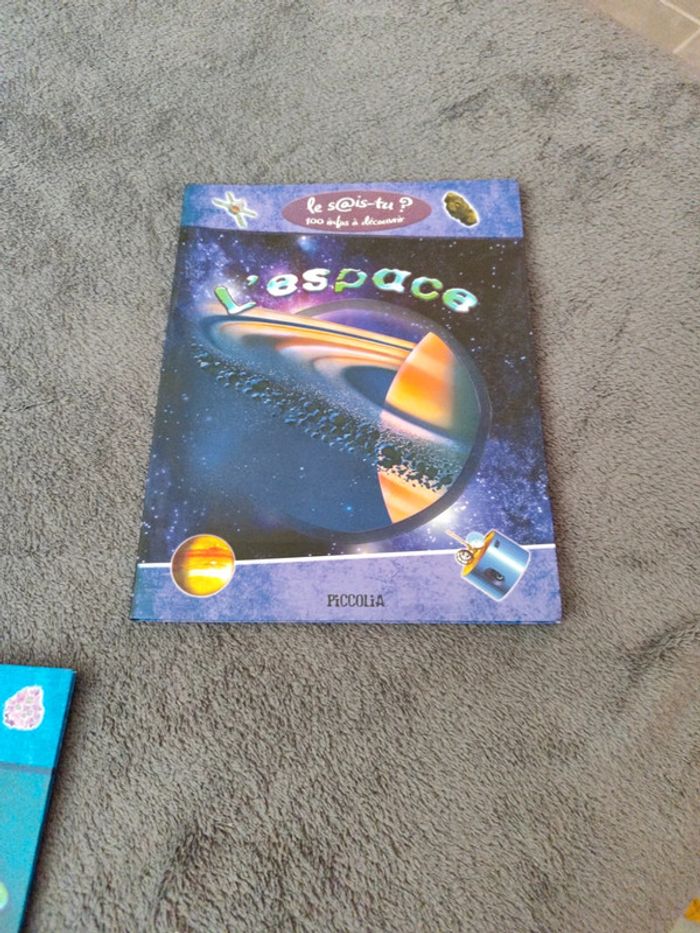 le s@is-tu ?
100 infos à découvrir
L'espace
PiCCOLiA